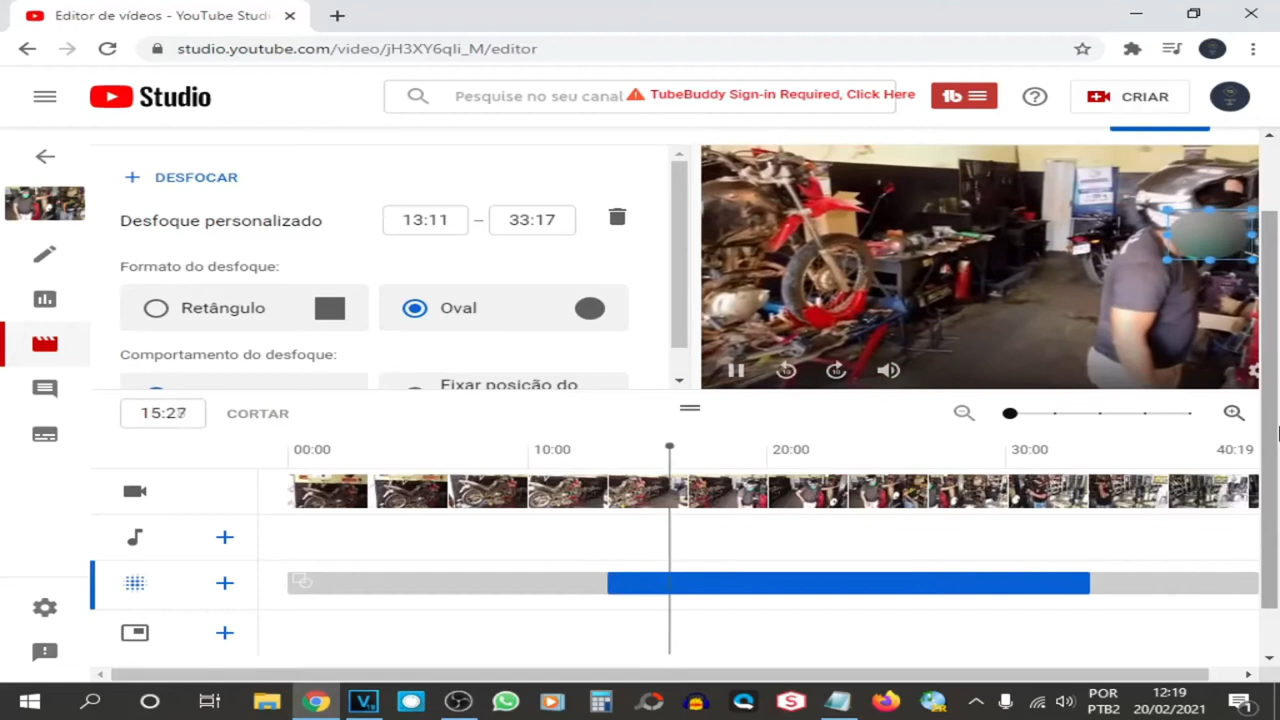 Editor de vídeos - YouTube Studi
studio.youtube.com/video/jH3XY6qli_M/editor
Studio
Pesquise no seu canal
TubeBuddy Sign-in Required, Click Here
tb
CRIAR
DESFOCAR
Desfoque personalizado
13:11 – 33:17
Formato do desfoque:
Retângulo
Oval
Comportamento do desfoque:
Fixar posição do
15:27
CORTAR
00:00
10:00
20:00
30:00
40:19
POR
PTB2
12:19
20/02/2021
1